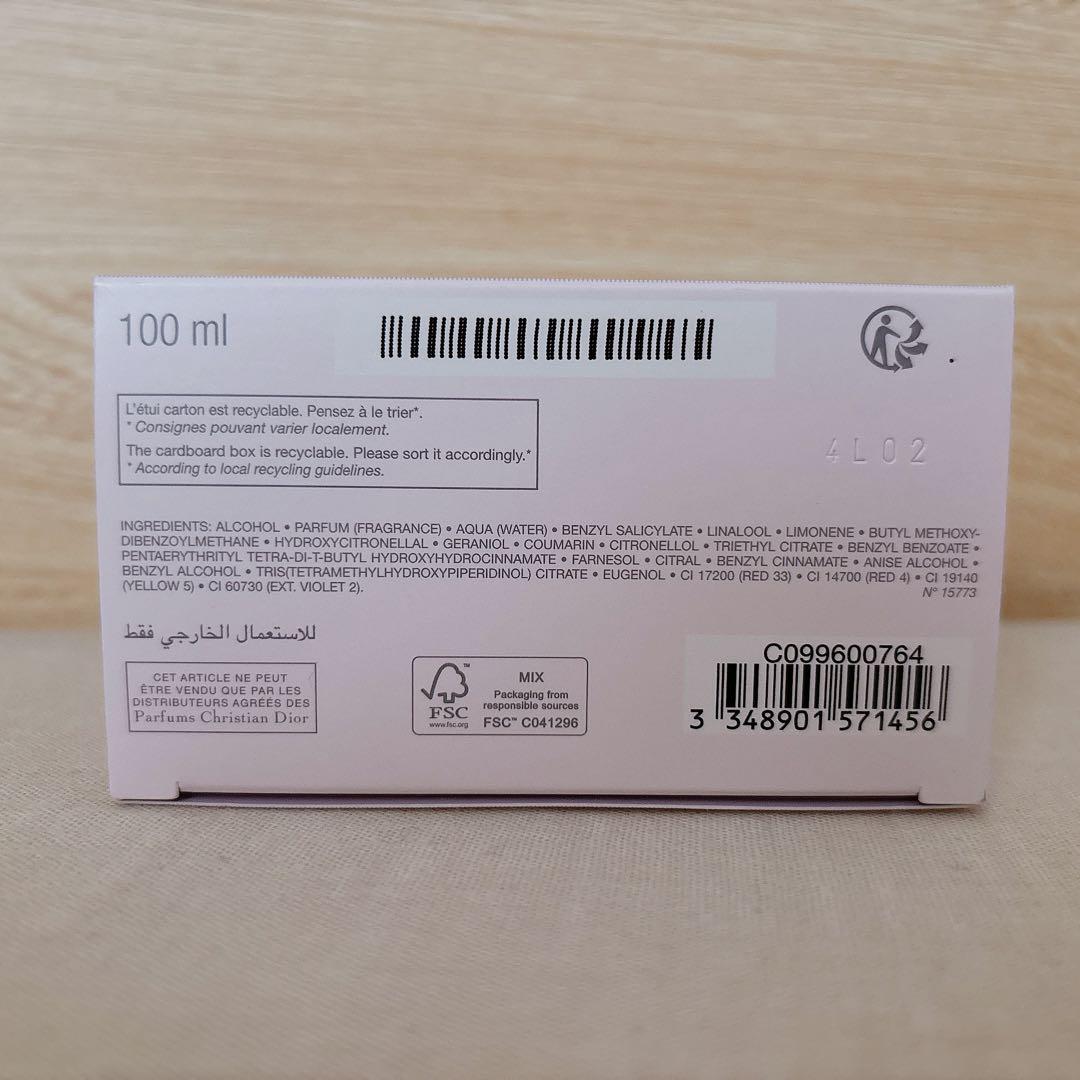 100 ml
L'étui carton est recyclable. Pensez à le trier*.
* Consignes pouvant varier localement.
The cardboard box is recyclable. Please sort it accordingly.*
* According to local recycling guidelines.
4L02
INGREDIENTS: ALCOHOL • PARFUM (FRAGRANCE) • AQUA (WATER) • BENZYL SALICYLATE • LINALOOL • LIMONENE • BUTYL METHOXY-
DIBENZOYLMETHANE • HYDROXYCITRONELLAL • GERANIOL • COUMARIN • CITRONELLOL • TRIETHYL CITRATE • BENZYL BENZOATE •
PENTAERYTHRITYL TETRA-DI-T-BUTYL HYDROXYHYDROCINNAMATE • FARNESOL • CITRAL • BENZYL CINNAMATE • ANISE ALCOHOL •
BENZYL ALCOHOL • TRIS(TETRAMETHYLHYDROXYPIPERIDINOL) CITRATE • EUGENOL • CI 17200 (RED 33) • CI 14700 (RED 4) • CI 19140
(YELLOW 5) • CI 60730 (EXT. VIOLET 2).
N° 15773
للاستعمال الخارجي فقط
CET ARTICLE NE PEUT
ÊTRE VENDU QUE PAR LES
DISTRIBUTEURS AGRÉÉS DES
Parfums Christian Dior
FSC
www.fsc.org
MIX
Packaging from
responsible sources
FSC™ C041296
C099600764
3 348901 571456